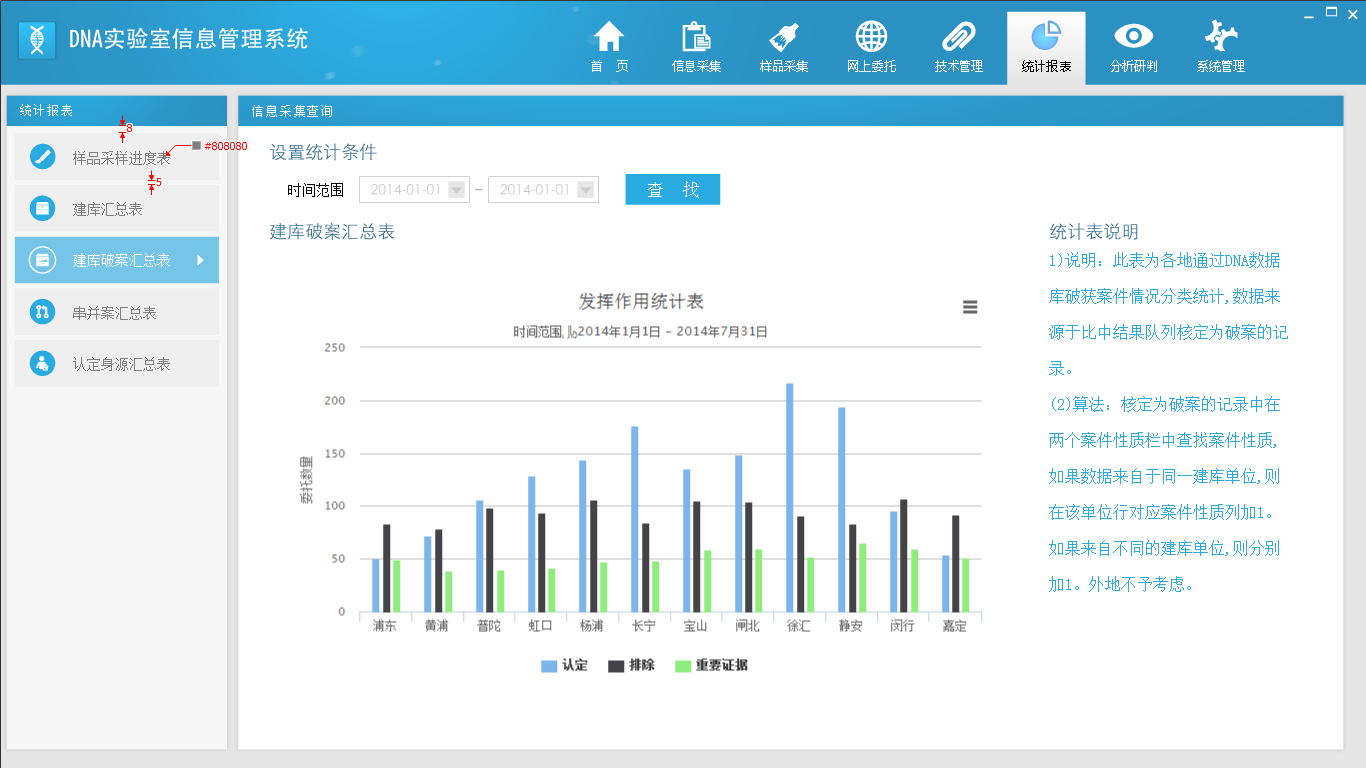 DNA实验室信息管理系统
首 页
信息采集
样品采集
网上委托
技术管理
统计报表
分析研判
系统管理
统计报表
8
样品采样进度表
#808080
5
建库汇总表
建库破案汇总表
串并案汇总表
认定身源汇总表
信息采集查询
设置统计条件
时间范围 2014-01-01 - 2014-01-01 查 找
建库破案汇总表
发挥作用统计表
时间范围 2014年1月1日 - 2014年7月31日
委托数量
250
200
150
100
50
0
浦东 黄浦 普陀 虹口 杨浦 长宁 宝山 闸北 徐汇 静安 闵行 嘉定
认定 排除 重要证据
统计表说明
1)说明: 此表为各地通过DNA数据
库破获案件情况分类统计,数据来
源于比中结果队列核定为破案的记
录。
(2)算法: 核定为破案的记录中在
两个案件性质栏中查找案件性质,
如果数据来自于同一建库单位,则
在该单位行对应案件性质列加1。
如果来自不同的建库单位,则分别
加1。外地不予考虑。